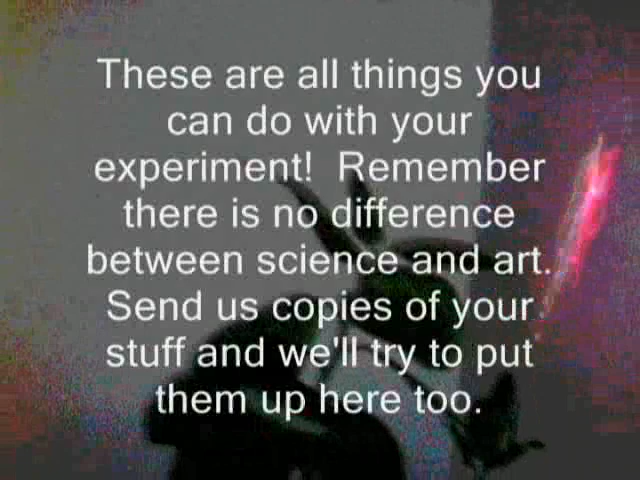 These are all things you
can do with your
experiment!  Remember
there is no difference
between science and art.
Send us copies of your
stuff and we'll try to put
them up here too.